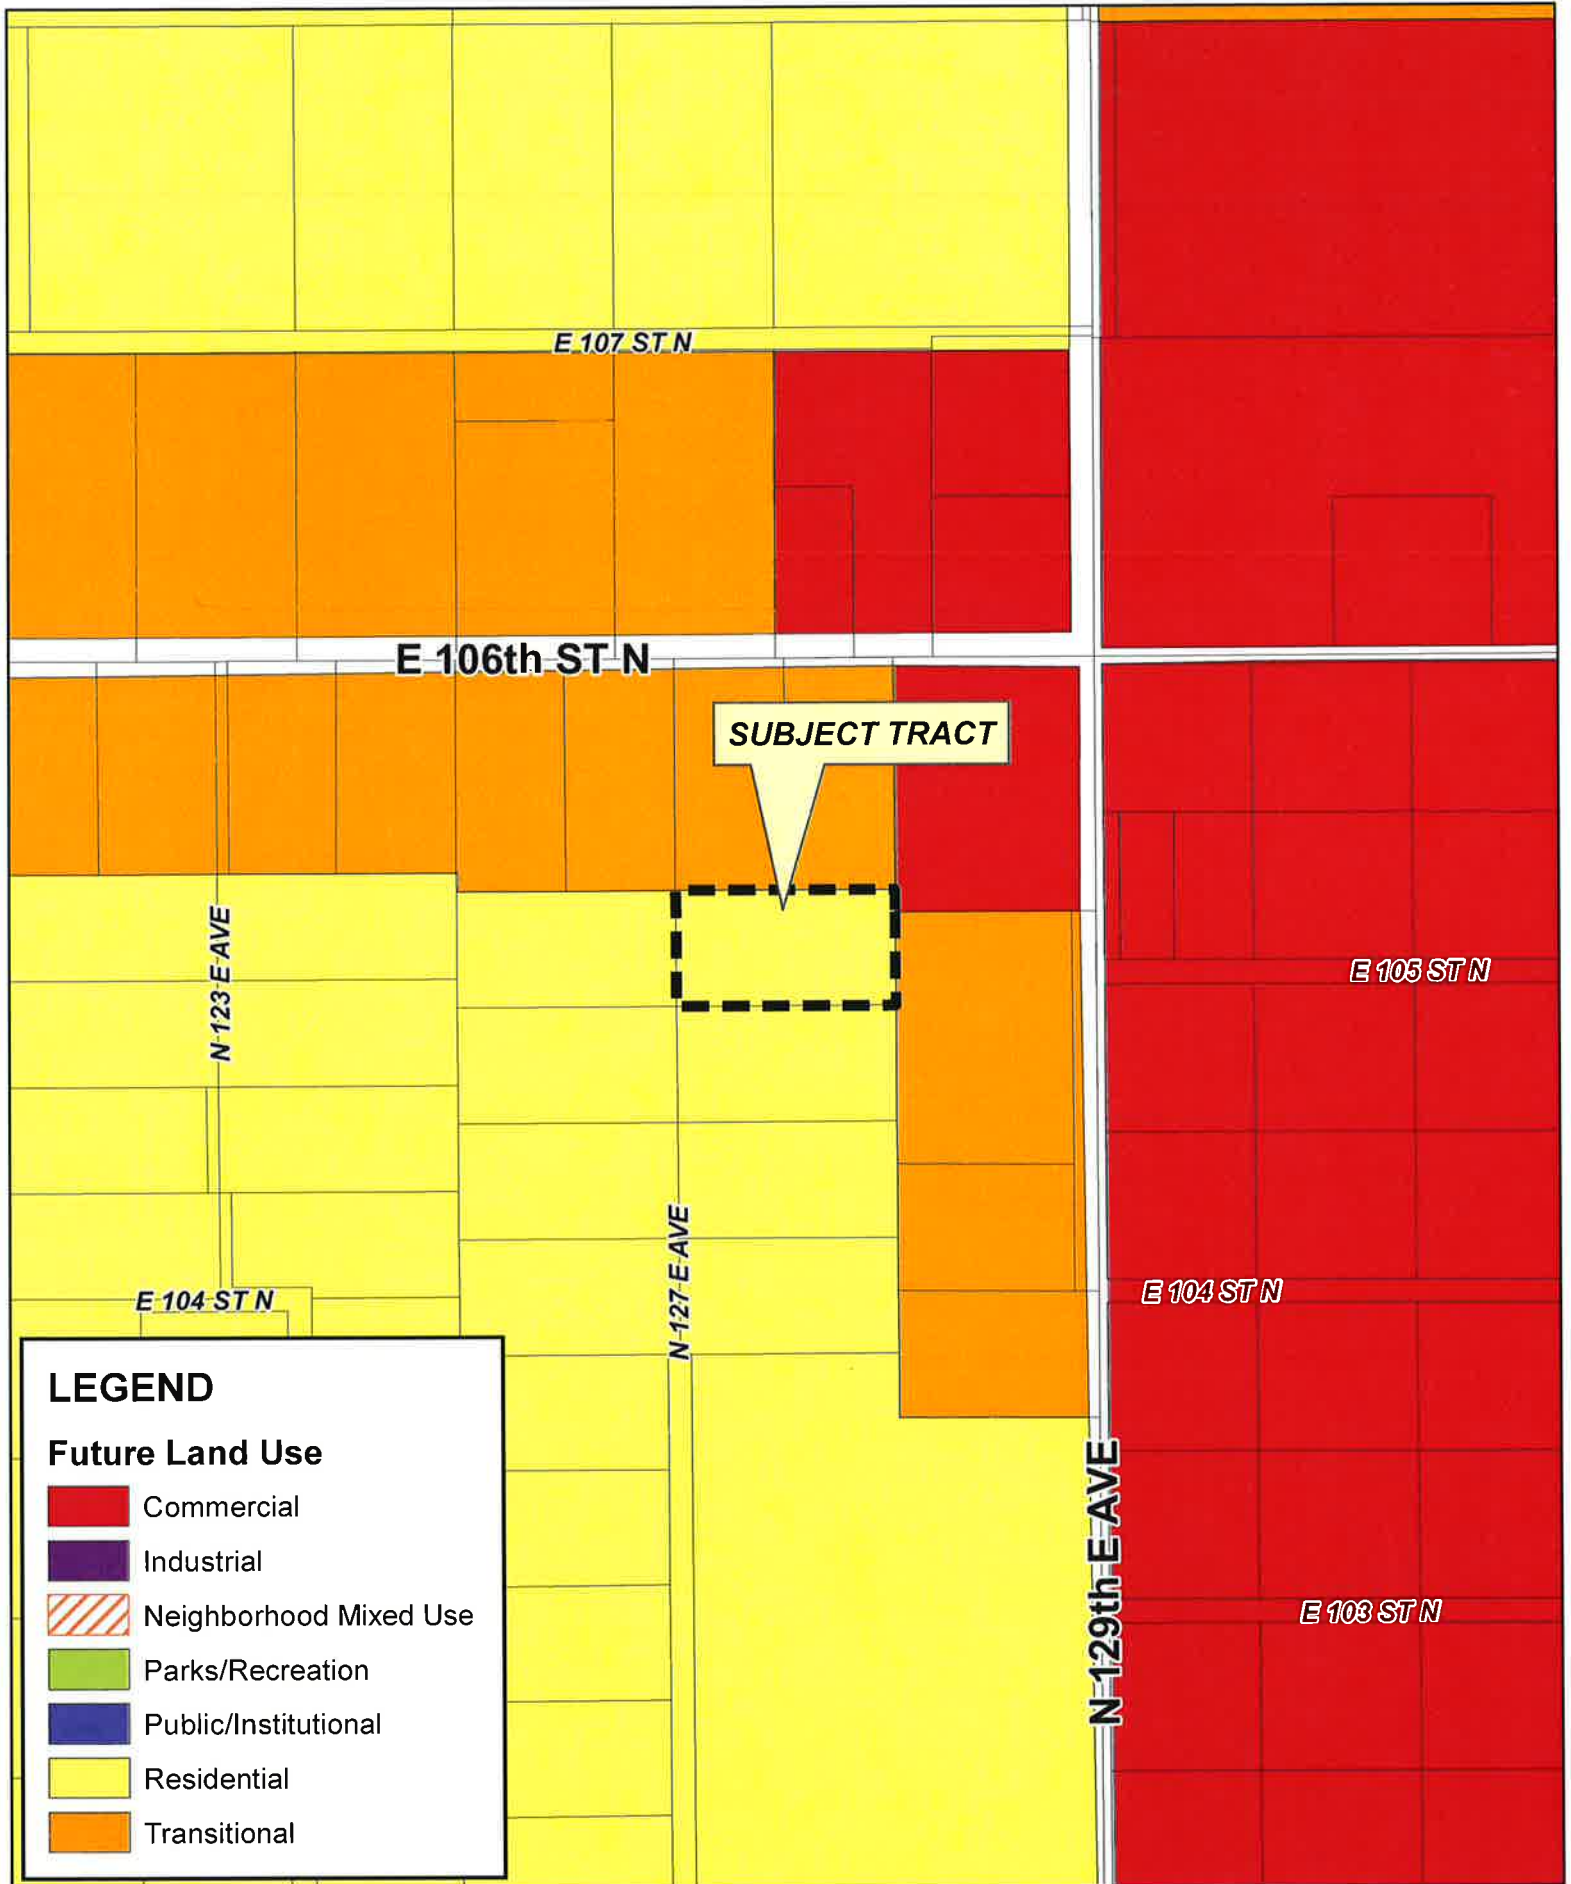 E 107 ST N
E 106th ST N
SUBJECT TRACT
N 123 E AVE
E 105 ST N
N 127 E AVE
E 104 ST N
E 104 ST N
N 129th E AVE
E 103 ST N
LEGEND
Future Land Use
Commercial
Industrial
Neighborhood Mixed Use
Parks/Recreation
Public/Institutional
Residential
Transitional